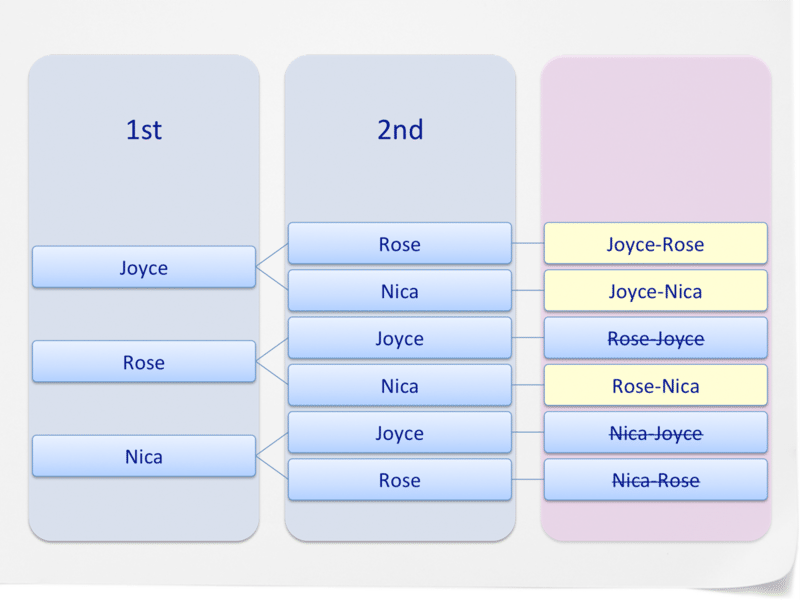 1st
2nd
Joyce
Rose
Nica
Rose
Nica
Joyce
Nica
Joyce
Rose
Joyce-Rose
Joyce-Nica
Rose-Joyce
Rose-Nica
Nica-Joyce
Nica-Rose